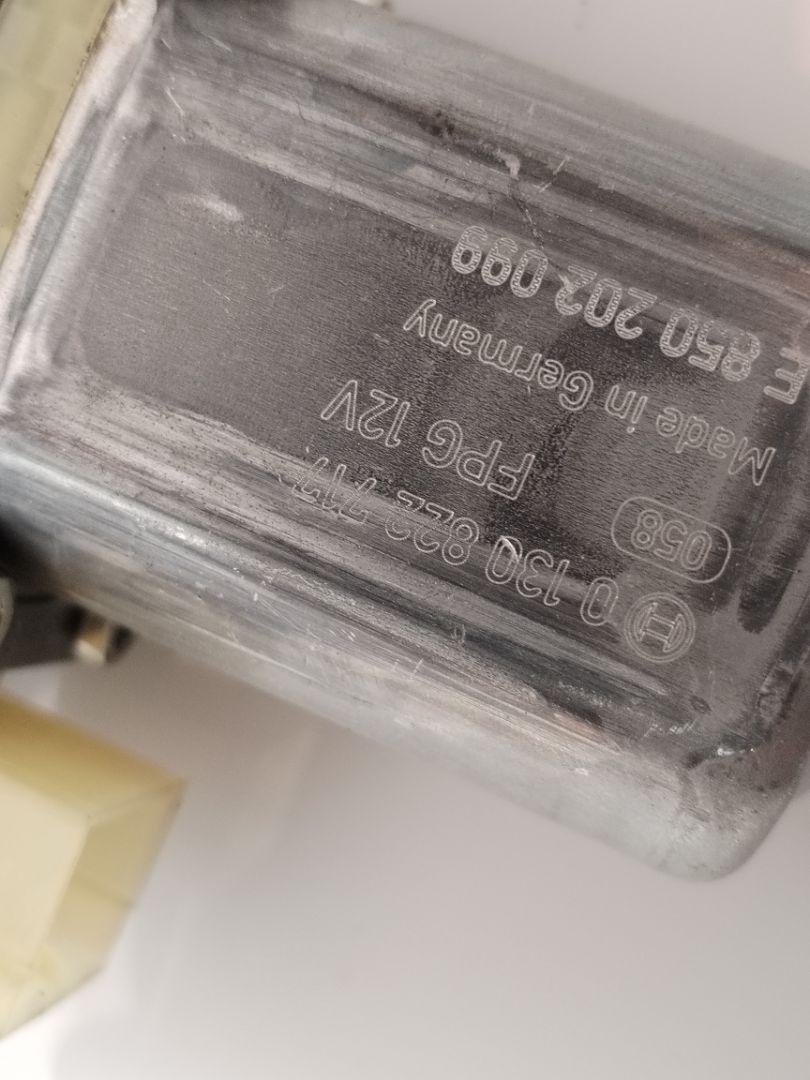 0 130 822 717
058 FPG 12V
Made in Germany
850 202 099